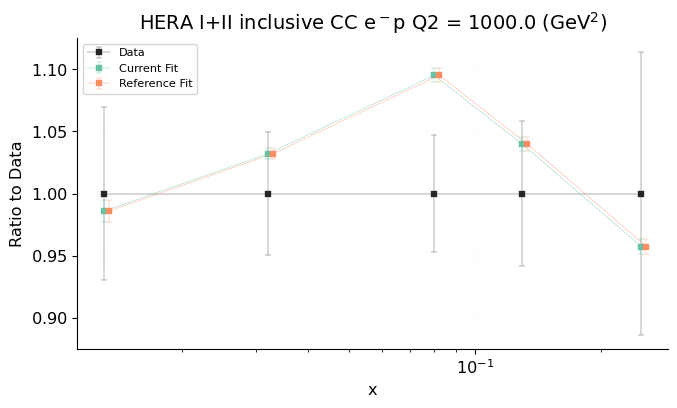 HERA I+II inclusive CC e⁻p Q2 = 1000.0 (GeV²)
Data
Current Fit
Reference Fit
Ratio to Data
1.10
1.05
1.00
0.95
0.90
10⁻¹
x